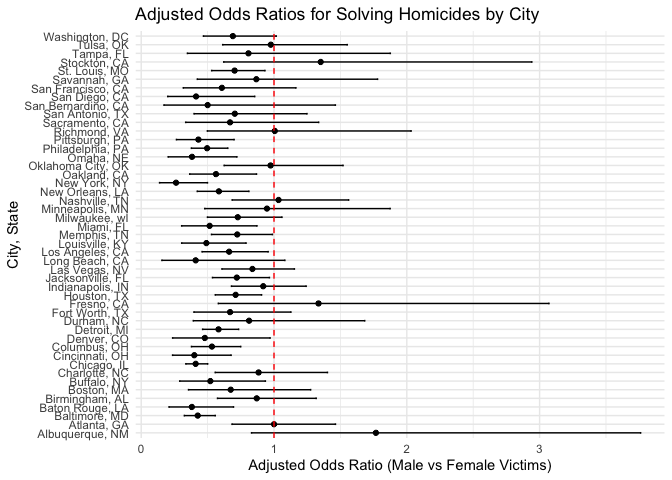 Adjusted Odds Ratios for Solving Homicides by City
City, State
Washington, DC
Tulsa, OK
Tampa, FL
Stockton, CA
St. Louis, MO
Savannah, GA
San Francisco, CA
San Diego, CA
San Bernardino, CA
San Antonio, TX
Sacramento, CA
Richmond, VA
Pittsburgh, PA
Philadelphia, PA
Omaha, NE
Oklahoma City, OK
Oakland, CA
New York, NY
New Orleans, LA
Nashville, TN
Minneapolis, MN
Milwaukee, wI
Miami, FL
Memphis, TN
Louisville, KY
Los Angeles, CA
Long Beach, CA
Las Vegas, NV
Jacksonville, FL
Indianapolis, IN
Houston, TX
Fresno, CA
Fort Worth, TX
Durham, NC
Detroit, MI
Denver, CO
Columbus, OH
Cincinnati, OH
Chicago, IL
Charlotte, NC
Buffalo, NY
Boston, MA
Birmingham, AL
Baton Rouge, LA
Baltimore, MD
Atlanta, GA
Albuquerque, NM
0 1 2 3
Adjusted Odds Ratio (Male vs Female Victims)